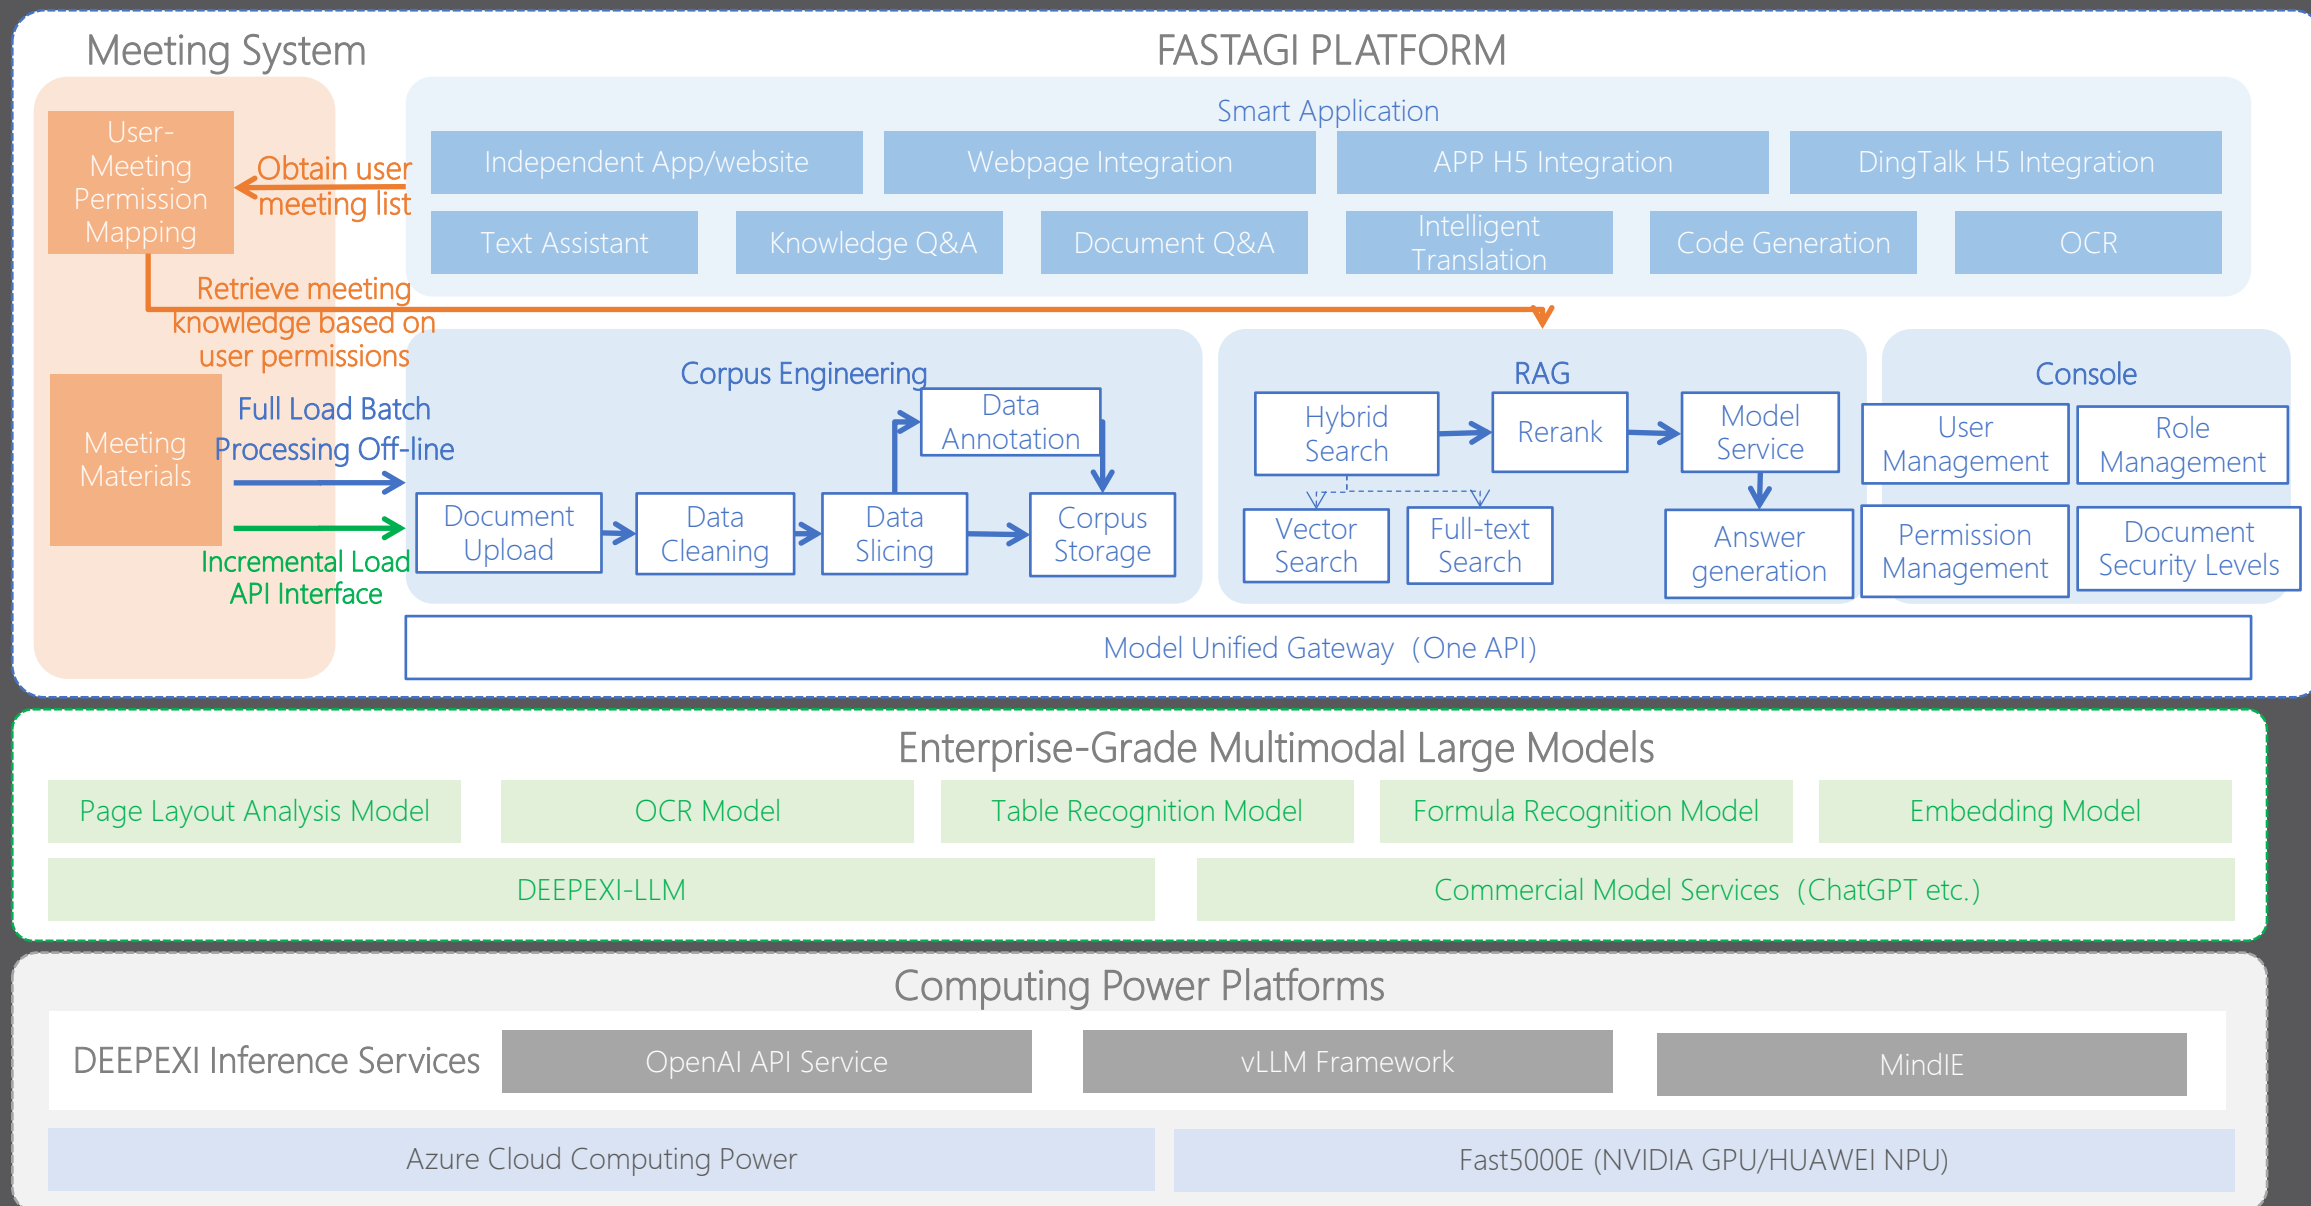 Meeting System
FASTAGI PLATFORM
User-
Meeting
Permission
Mapping
Obtain user
meeting list
Retrieve meeting
knowledge based on
user permissions
Meeting
Materials
Full Load Batch
Processing Off-line
Incremental Load
API Interface
Smart Application
Independent App/website
Webpage Integration
APP H5 Integration
DingTalk H5 Integration
Text Assistant
Knowledge Q&A
Document Q&A
Intelligent
Translation
Code Generation
OCR
Corpus Engineering
Data
Annotation
Document
Upload
Data
Cleaning
Data
Slicing
Corpus
Storage
RAG
Hybrid
Search
Rerank
Model
Service
Vector
Search
Full-text
Search
Answer
generation
Console
User
Management
Role
Management
Permission
Management
Document
Security Levels
Model Unified Gateway（One API）
Enterprise-Grade Multimodal Large Models
Page Layout Analysis Model
OCR Model
Table Recognition Model
Formula Recognition Model
Embedding Model
DEEPEXI-LLM
Commercial Model Services（ChatGPT etc.）
Computing Power Platforms
DEEPEXI Inference Services
OpenAI API Service
vLLM Framework
MindIE
Azure Cloud Computing Power
Fast5000E (NVIDIA GPU/HUAWEI NPU)